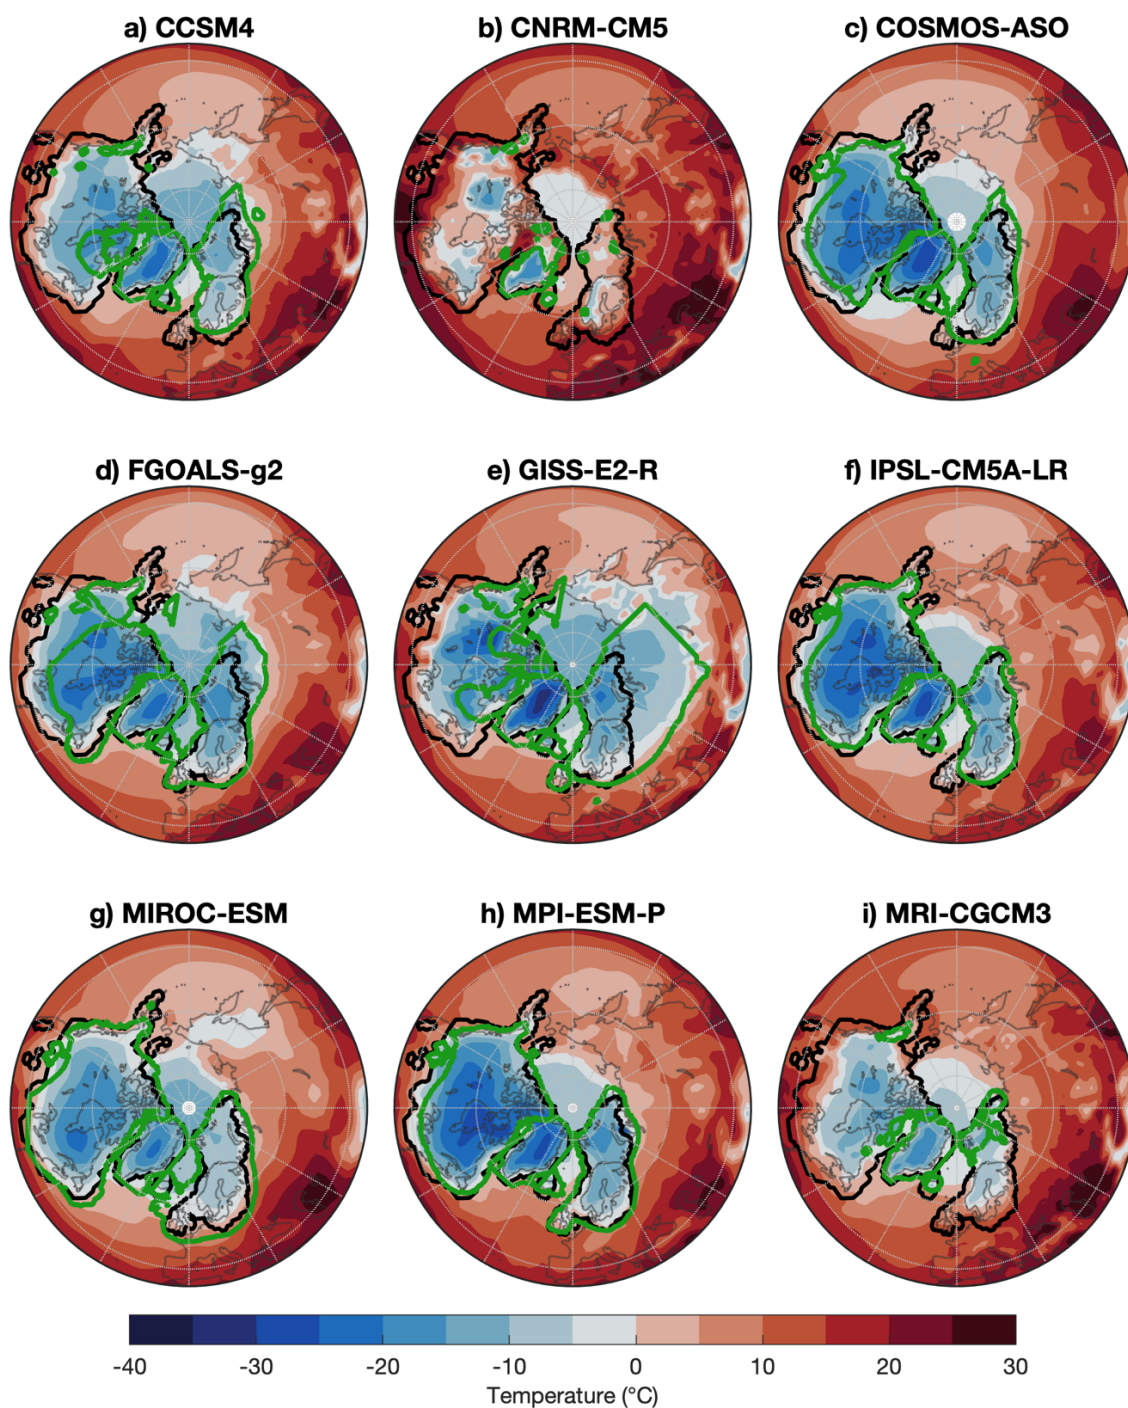 a) CCSM4
b) CNRM-CM5
c) COSMOS-ASO
d) FGOALS-g2
e) GISS-E2-R
f) IPSL-CM5A-LR
g) MIROC-ESM
h) MPI-ESM-P
i) MRI-CGCM3
-40 -30 -20 -10 0 10 20 30
Temperature (°C)